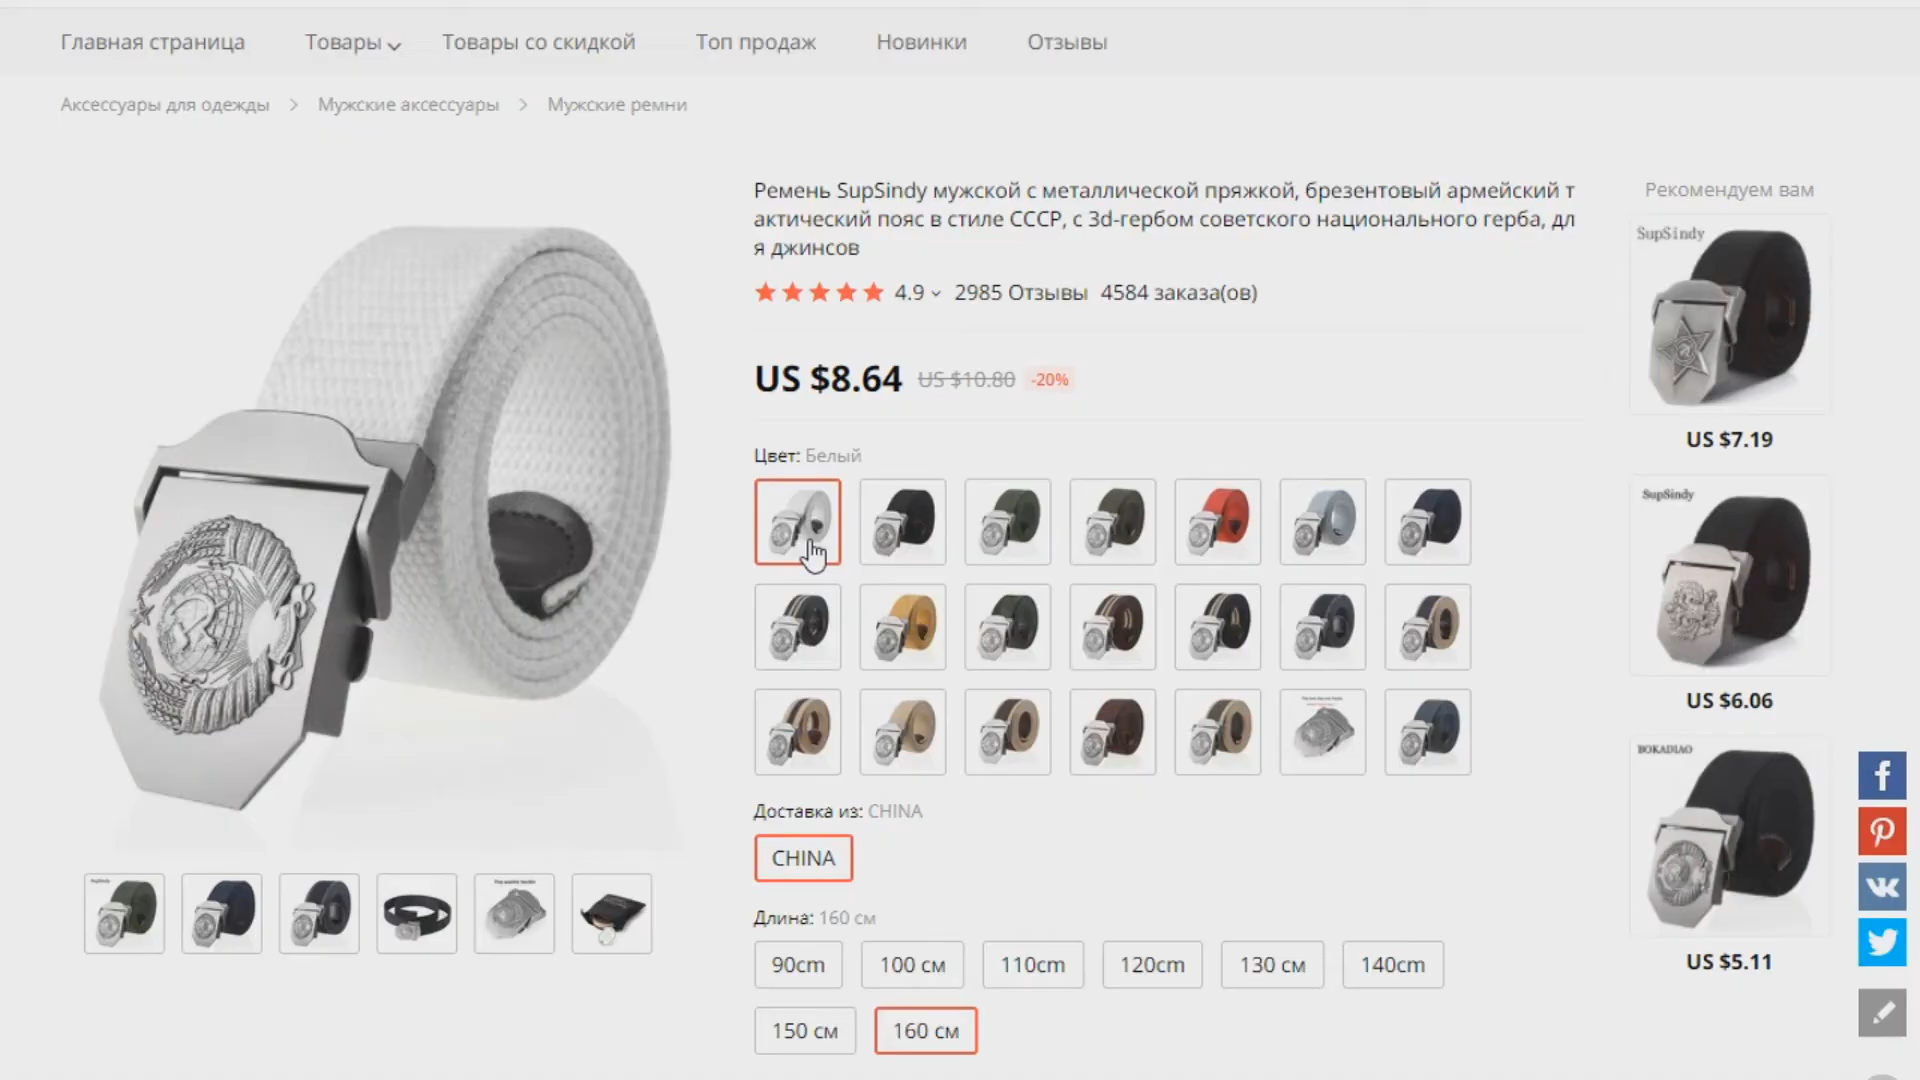 Главная страница Товары Товары со скидкой Топ продаж Новинки Отзывы
Аксессуары для одежды > Мужские аксессуары > Мужские ремни
Ремень SupSindy мужской с металлической пряжкой, брезентовый армейский т
актический пояс в стиле СССР, с 3d-гербом советского национального герба, дл
я джинсов
4.9 2985 Отзывы 4584 заказа(ов)
US $8.64 US $10.80 -20%
Цвет: Белый
Доставка из: CHINA
CHINA
Длина: 160 см
90cm 100 см 110cm 120cm 130 см 140cm
150 см 160 см
Рекомендуем вам
SupSindy
US $7.19
SupSindy
US $6.06
BOKADIAO
US $5.11